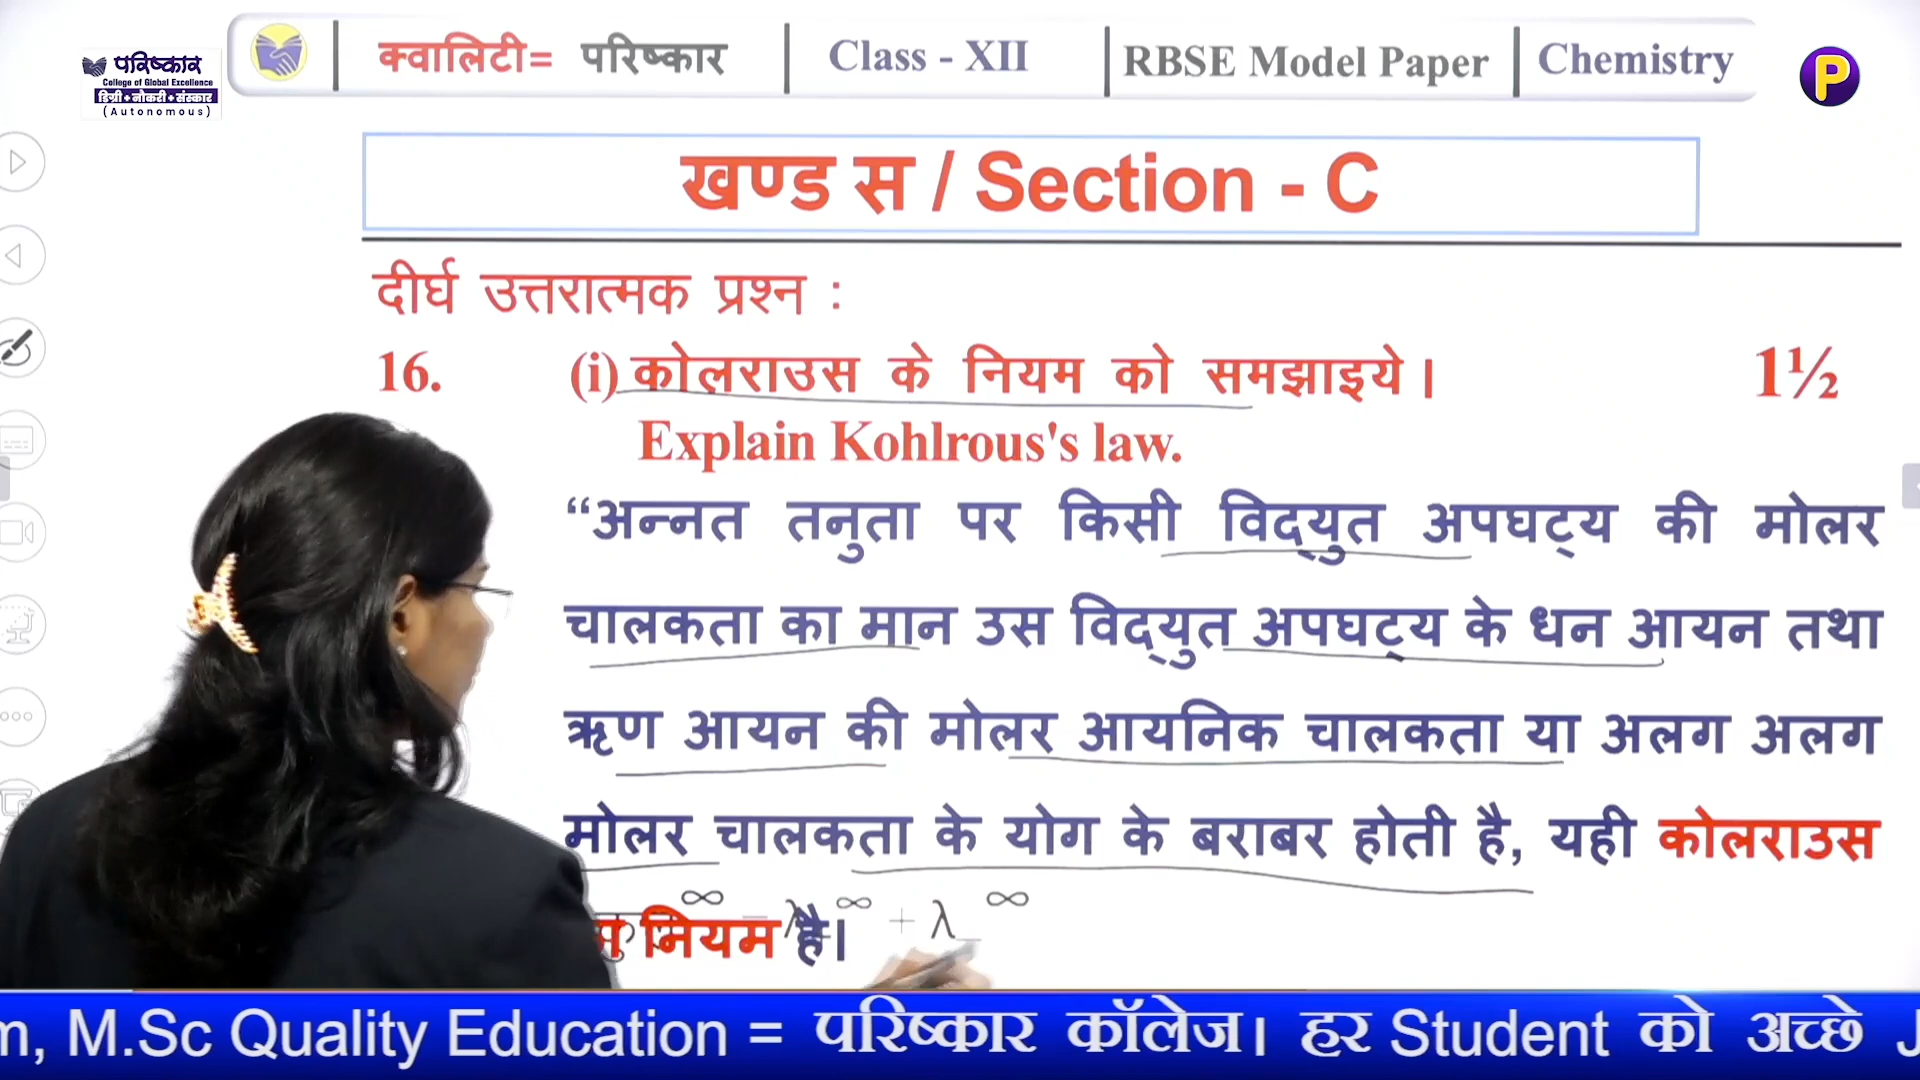 परिष्कार
College of Global Excellence
डिग्री + नौकरी + संस्कार
(Autonomous)
क्वालिटी= परिष्कार
Class - XII
RBSE Model Paper
Chemistry
P
खण्ड स / Section - C
दीर्घ उत्तरात्मक प्रश्न :
16. (i) कोलराउस के नियम को समझाइये। 1½
Explain Kohlrous's law.
“अन्नत तनुता पर किसी विद्युत अपघट्य की मोलर
चालकता का मान उस विद्युत अपघट्य के धन आयन तथा
ऋण आयन की मोलर आयनिक चालकता या अलग अलग
मोलर चालकता के योग के बराबर होती है, यही कोलराउस
नियम है।
∞ = λ ∞ + λ_ ∞
M.Sc Quality Education = परिष्कार कॉलेज। हर Student को अच्छे